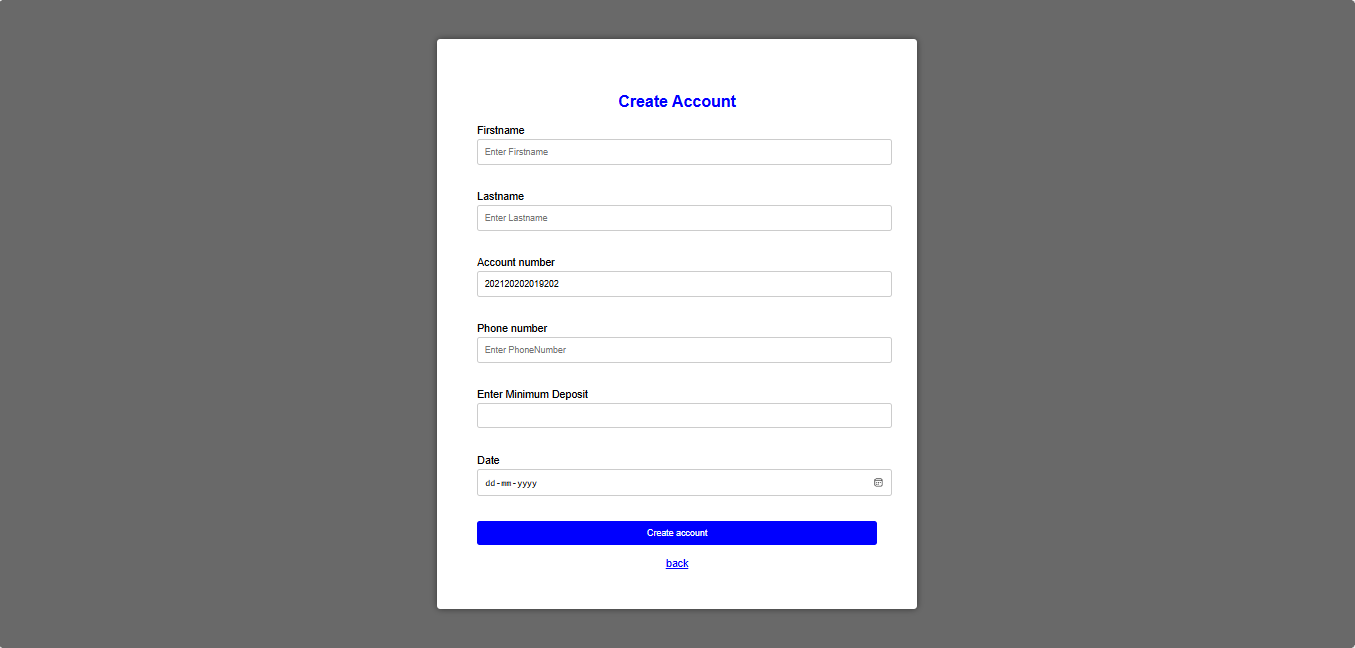 Create Account
Firstname
Enter Firstname
Lastname
Enter Lastname
Account number
202120202019202
Phone number
Enter PhoneNumber
Enter Minimum Deposit
Date
dd-mm-yyyy
Create account
back